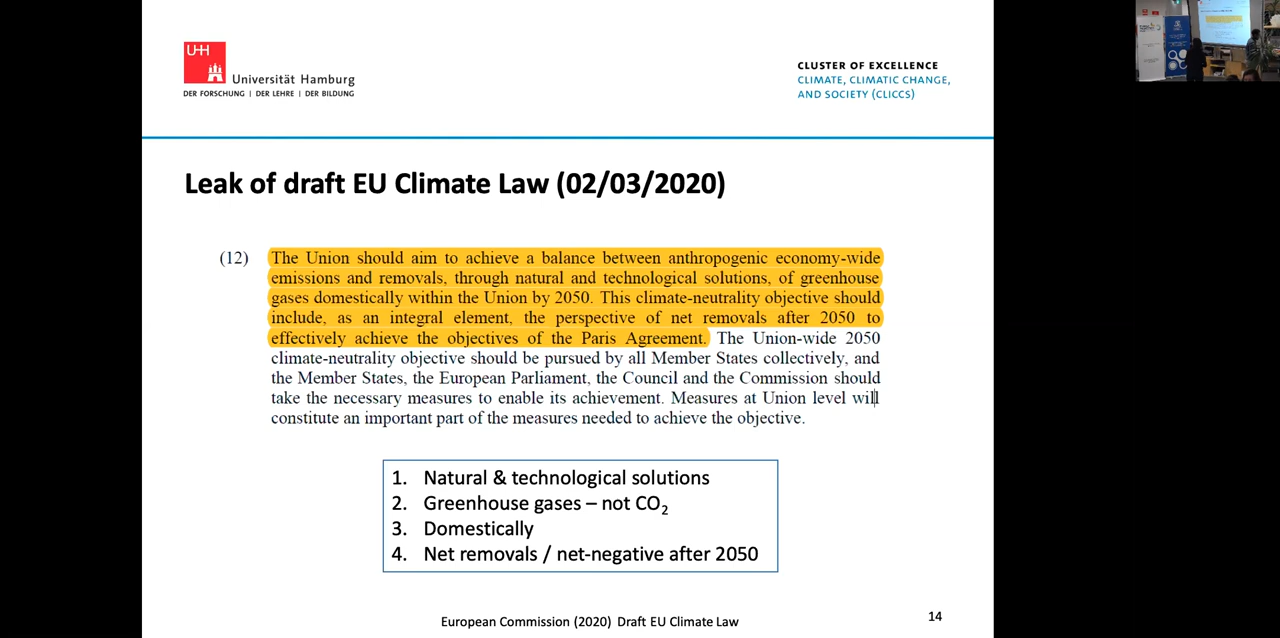 UHH
Universität Hamburg
DER FORSCHUNG | DER LEHRE | DER BILDUNG
CLUSTER OF EXCELLENCE
CLIMATE, CLIMATIC CHANGE,
AND SOCIETY (CLICCS)
Leak of draft EU Climate Law (02/03/2020)
(12) The Union should aim to achieve a balance between anthropogenic economy-wide
emissions and removals, through natural and technological solutions, of greenhouse
gases domestically within the Union by 2050. This climate-neutrality objective should
include, as an integral element, the perspective of net removals after 2050 to
effectively achieve the objectives of the Paris Agreement. The Union-wide 2050
climate-neutrality objective should be pursued by all Member States collectively, and
the Member States, the European Parliament, the Council and the Commission should
take the necessary measures to enable its achievement. Measures at Union level will
constitute an important part of the measures needed to achieve the objective.
1. Natural & technological solutions
2. Greenhouse gases – not CO₂
3. Domestically
4. Net removals / net-negative after 2050
European Commission (2020) Draft EU Climate Law
14